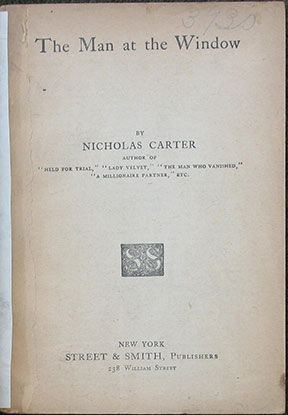 The Man at the Window
BY
NICHOLAS CARTER
AUTHOR OF
"HELD FOR TRIAL," "LADY VELVET," "THE MAN WHO VANISHED,"
"A MILLIONAIRE PARTNER," ETC.
SS
NEW YORK
STREET & SMITH, PUBLISHERS
238 WILLIAM STREET